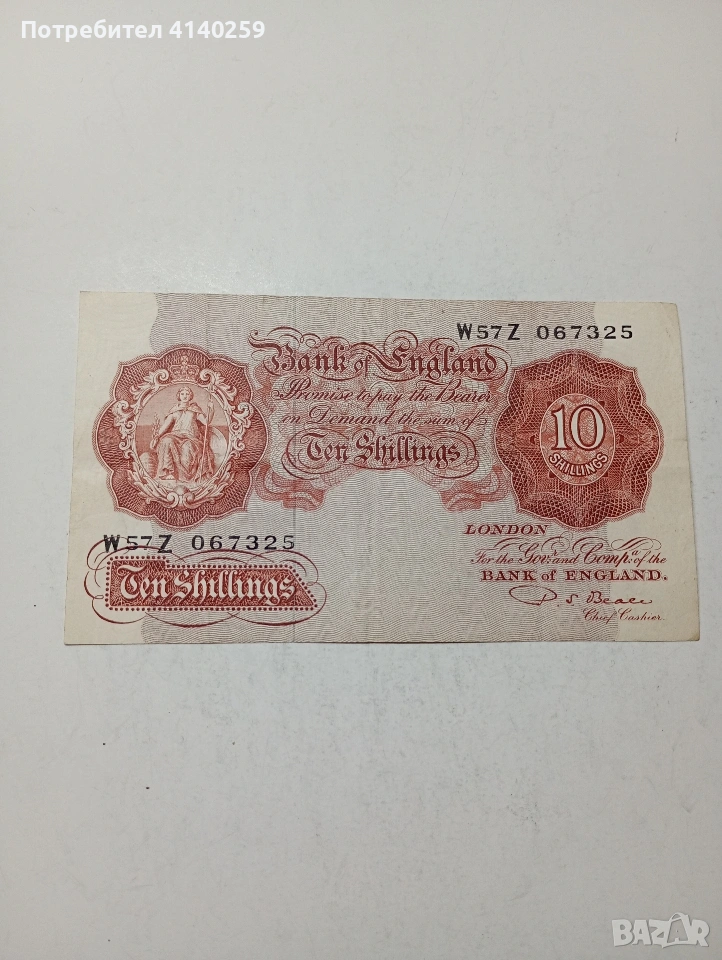 Потребител 4140259
W57Z 067325
Bank of England
Promise to pay the Bearer
on Demand the sum of
Ten Shillings
10
SHILLINGS
W57Z 067325
Ten Shillings
LONDON
For the Govr. and Compa. of the
BANK of ENGLAND.
P. S. Beale
Chief Cashier
BAZAR